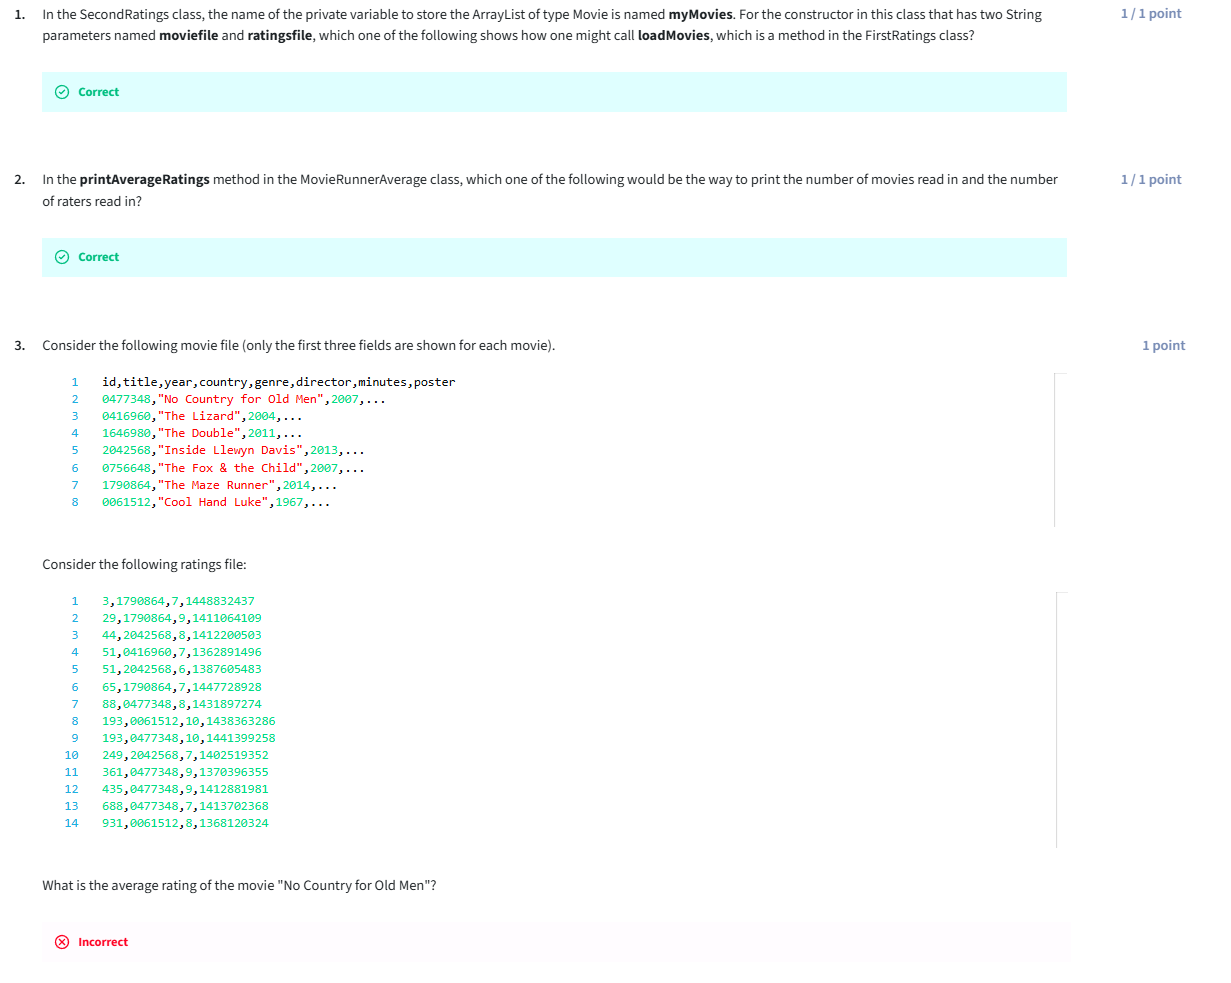 1. In the SecondRatings class, the name of the private variable to store the ArrayList of type Movie is named myMovies. For the constructor in this class that has two String
parameters named moviefile and ratingsfile, which one of the following shows how one might call loadMovies, which is a method in the FirstRatings class?
1 / 1 point
Correct
2. In the printAverageRatings method in the MovieRunnerAverage class, which one of the following would be the way to print the number of movies read in and the number
of raters read in?
1 / 1 point
Correct
3. Consider the following movie file (only the first three fields are shown for each movie).
1 point
1 id,title,year,country,genre,director,minutes,poster
2 0477348,"No Country for Old Men",2007,...
3 0416960,"The Lizard",2004,...
4 1646980,"The Double",2011,...
5 2042568,"Inside Llewyn Davis",2013,...
6 0756648,"The Fox & the Child",2007,...
7 1790864,"The Maze Runner",2014,...
8 0061512,"Cool Hand Luke",1967,...
Consider the following ratings file:
1 3,1790864,7,1448832437
2 29,1790864,9,1411064109
3 44,2042568,8,1412200503
4 51,0416960,7,1362891496
5 51,2042568,6,1387605483
6 65,1790864,7,1447728928
7 88,0477348,8,1431897274
8 193,0061512,10,1438363286
9 193,0477348,10,1441399258
10 249,2042568,7,1402519352
11 361,0477348,9,1370396355
12 435,0477348,9,1412881981
13 688,0477348,7,1413702368
14 931,0061512,8,1368120324
What is the average rating of the movie "No Country for Old Men"?
Incorrect